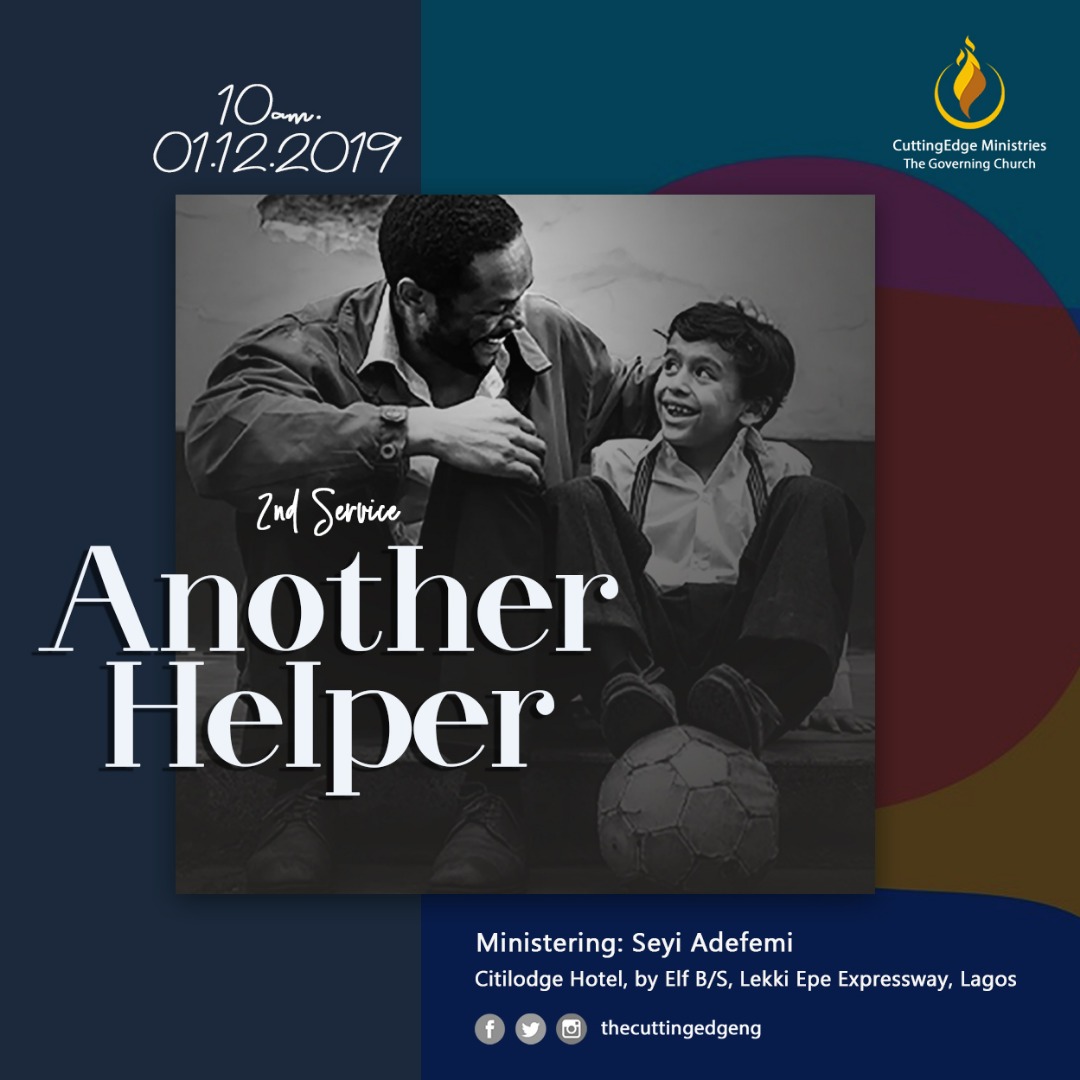 10am.
01.12.2019
CuttingEdge Ministries
The Governing Church
2nd Service
Another
Helper
Ministering: Seyi Adefemi
Citilodge Hotel, by Elf B/S, Lekki Epe Expressway, Lagos
thecuttingedgeng